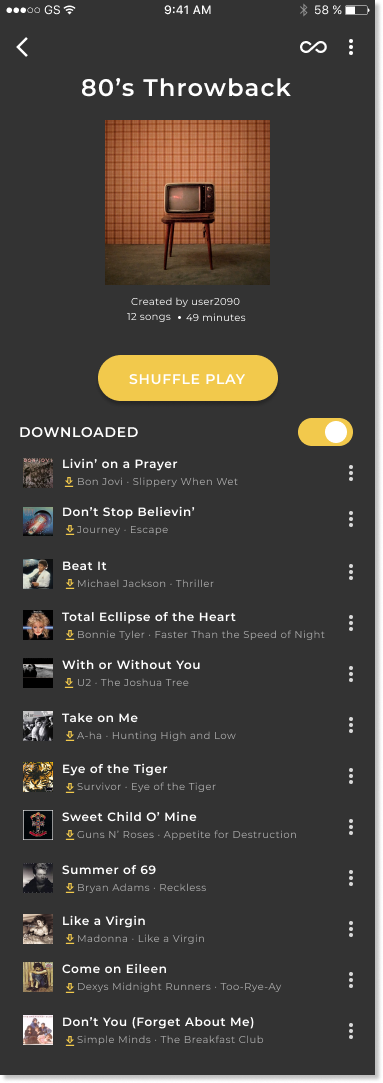 GS 9:41 AM 58 %
80's Throwback
Created by user2090
12 songs • 49 minutes
SHUFFLE PLAY
DOWNLOADED
BON JOVI
Livin' on a Prayer
Bon Jovi · Slippery When Wet
Don't Stop Believin'
Journey · Escape
Beat It
Michael Jackson · Thriller
Total Ecllipse of the Heart
Bonnie Tyler · Faster Than the Speed of Night
With or Without You
U2 · The Joshua Tree
Take on Me
A-ha · Hunting High and Low
Eye of the Tiger
Survivor · Eye of the Tiger
Sweet Child O' Mine
Guns N' Roses · Appetite for Destruction
Summer of 69
Bryan Adams · Reckless
Like a Virgin
Madonna · Like a Virgin
Come on Eileen
Dexys Midnight Runners · Too-Rye-Ay
Don't You (Forget About Me)
Simple Minds · The Breakfast Club